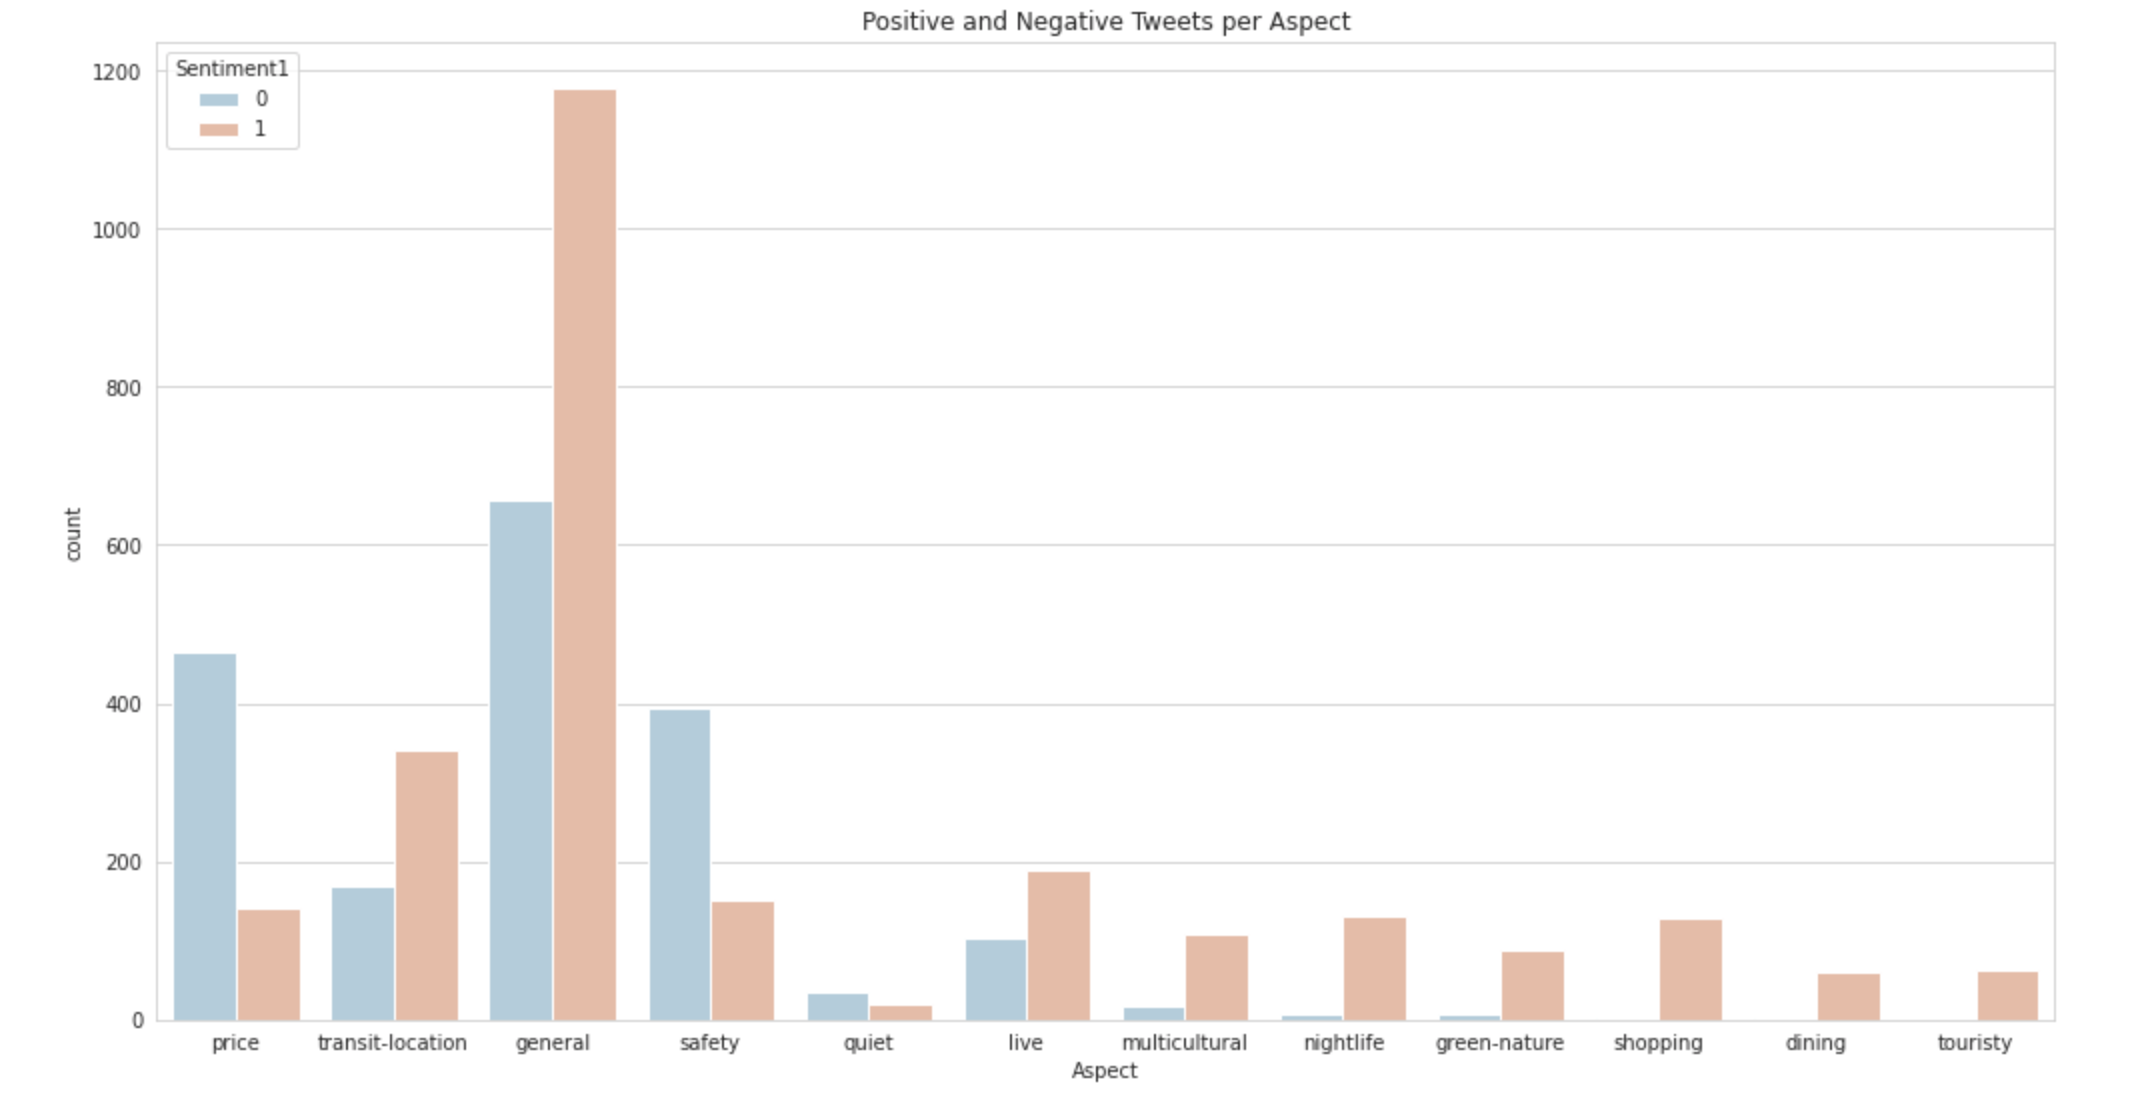 Positive and Negative Tweets per Aspect
Sentiment1
0
1
1200
1000
800
600
400
200
0
count
price transit-location general safety quiet live multicultural nightlife green-nature shopping dining touristy
Aspect